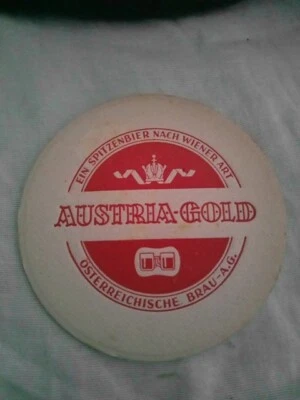 EIN SPITZENBIER NACH WIENER ART
AUSTRIA-GOLD
ÖSTERREICHISCHE BRAU-A.G.